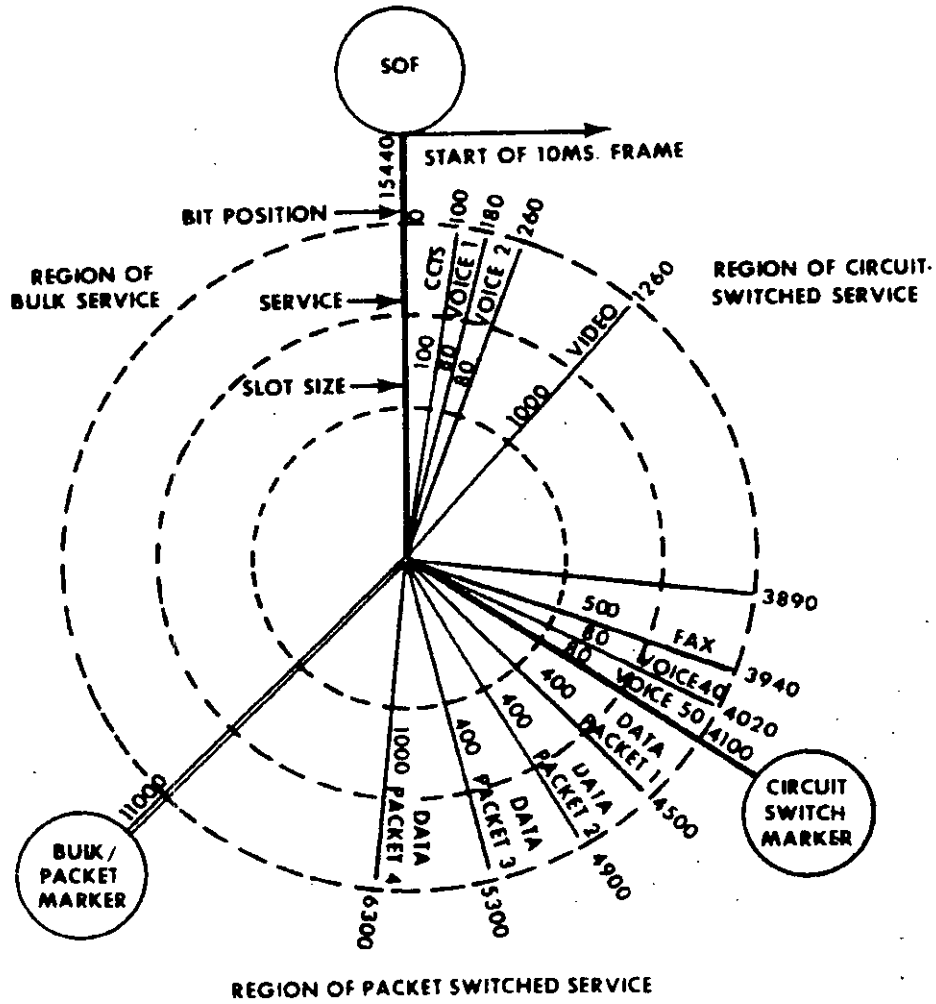 SOF
START OF 10MS. FRAME
15440
BIT POSITION
0
100
180
260
REGION OF
BULK SERVICE
REGION OF CIRCUIT-
SWITCHED SERVICE
CCTS
VOICE 1
VOICE 2
1260
SERVICE
VIDEO
100
80
80
SLOT SIZE
1000
3890
500
FAX
3940
80
VOICE 40
4020
80
VOICE 50
4100
400
DATA
PACKET 1
4500
400
DATA
PACKET 2
4900
400
DATA
PACKET 3
5300
1000
DATA
PACKET 4
6300
11000
CIRCUIT
SWITCH
MARKER
BULK/
PACKET
MARKER
REGION OF PACKET SWITCHED SERVICE